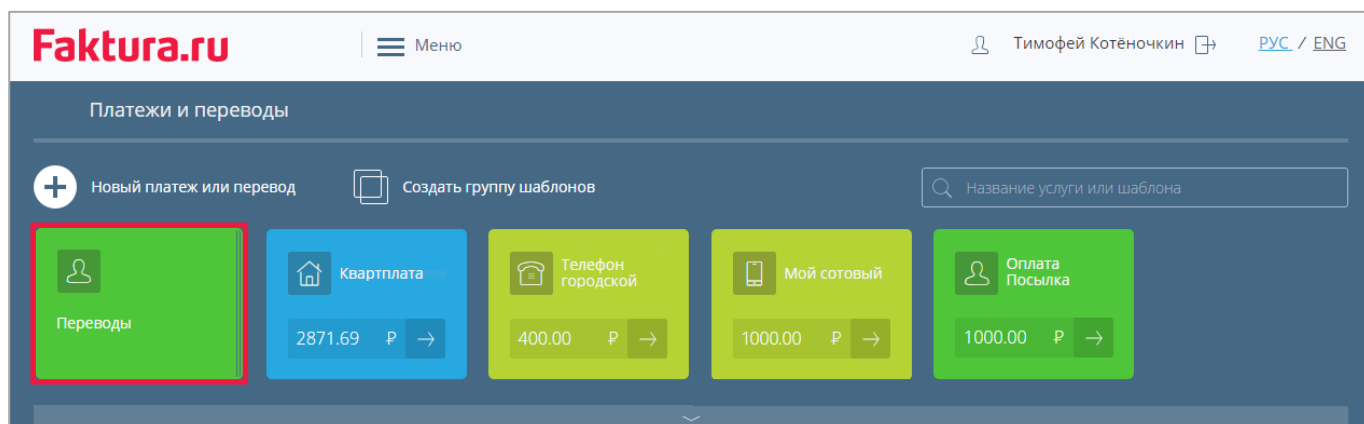 Faktura.ru
Меню
Тимофей Котёночкин
РУС / ENG
Платежи и переводы
Новый платеж или перевод
Создать группу шаблонов
Название услуги или шаблона
Переводы
Квартплата
2871.69 ₽
Телефон
городской
400.00 ₽
Мой сотовый
1000.00 ₽
Оплата
Посылка
1000.00 ₽